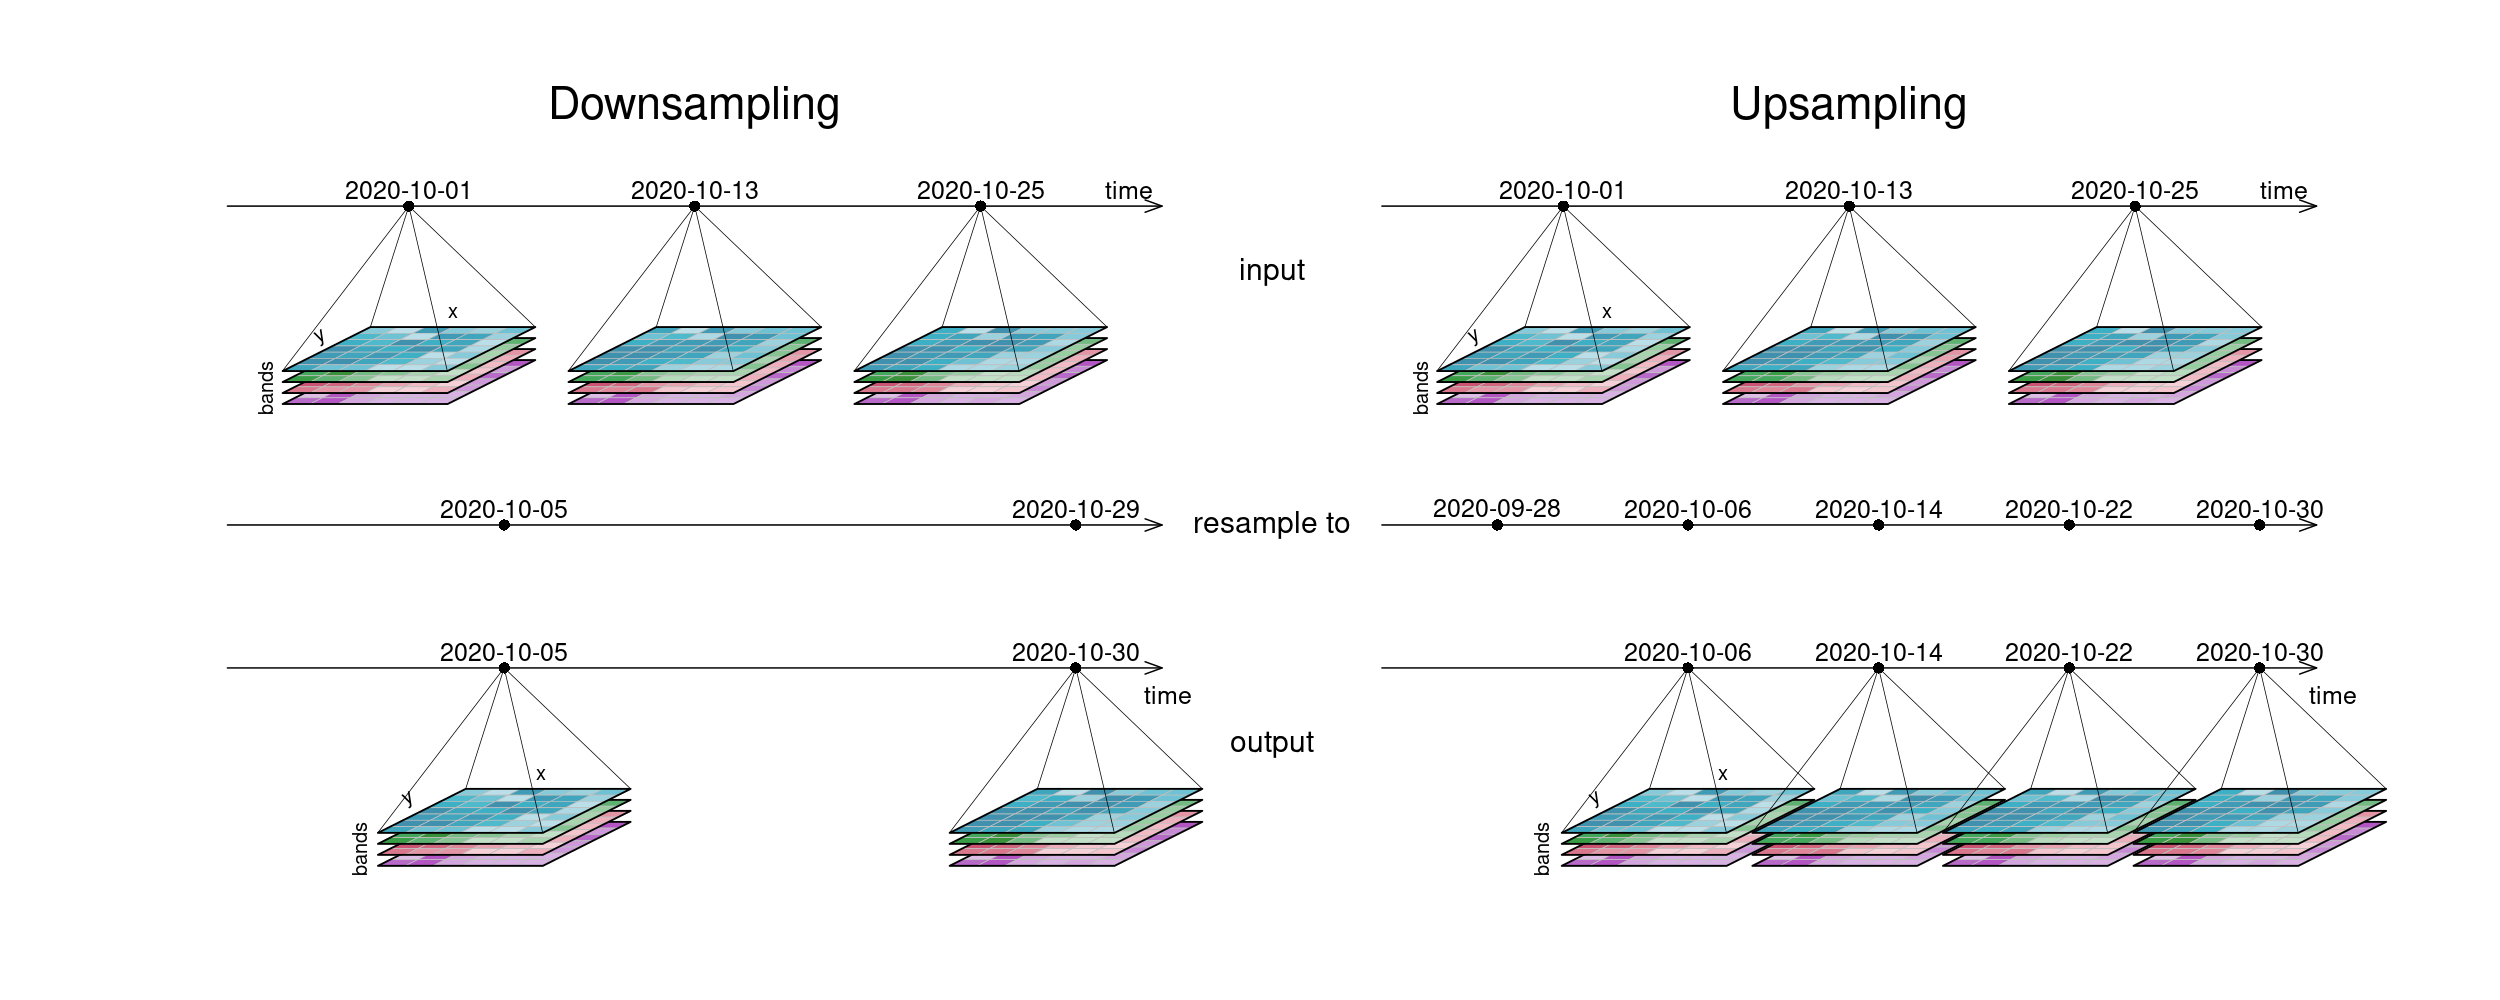 Downsampling
Upsampling
2020-10-01 2020-10-13 2020-10-25 time
2020-10-01 2020-10-13 2020-10-25 time
input
x
y
bands
x
y
bands
2020-10-05 2020-10-29
resample to
2020-09-28 2020-10-06 2020-10-14 2020-10-22 2020-10-30
2020-10-05 2020-10-30
time
2020-10-06 2020-10-14 2020-10-22 2020-10-30
time
output
x
y
bands
x
y
bands